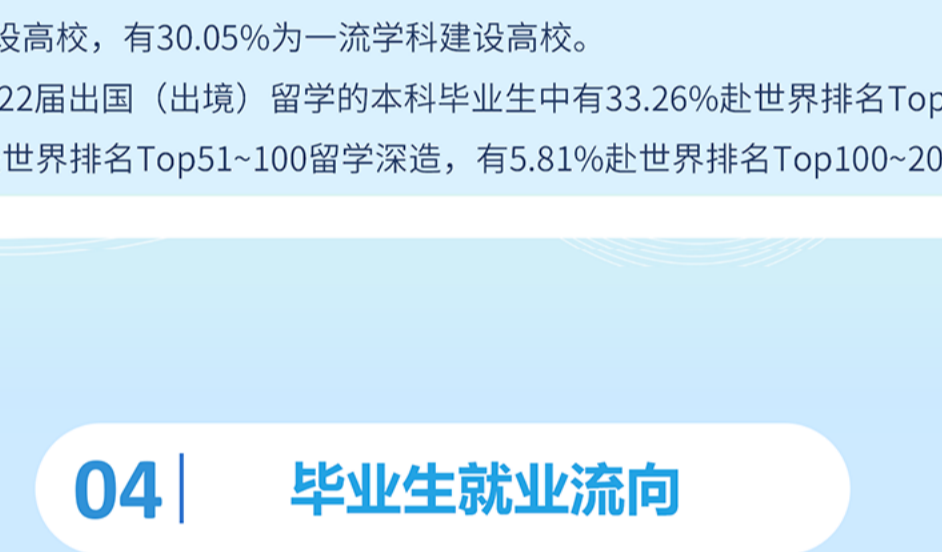 设高校，有30.05%为一流学科建设高校。
22届出国（出境）留学的本科毕业生中有33.26%赴世界排名Top
世界排名Top51~100留学深造，有5.81%赴世界排名Top100~20
04 毕业生就业流向